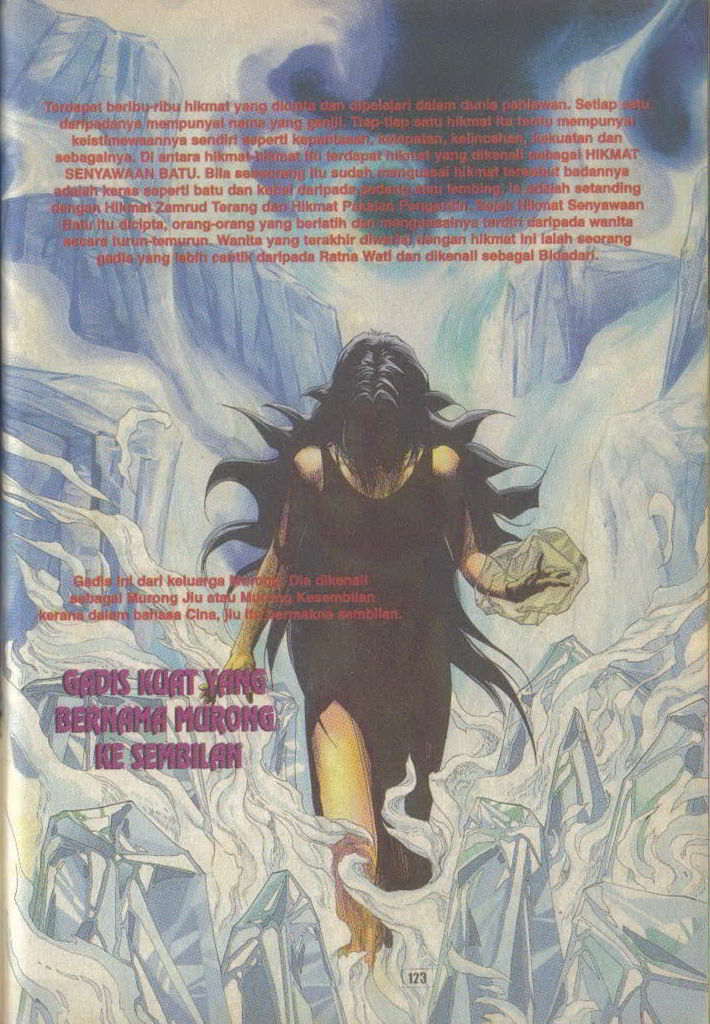 Terdapat beribu-ribu hikmat yang dicipta dan dipelajari dalam dunia pahlawan. Setiap satu
daripadanya mempunyai nama yang ganjil. Tiap-tiap satu hikmat itu tentu mempunyai
keistimewaannya sendiri seperti kepantasan, ketepatan, kelincahan, kekuatan dan
sebagainya. Di antara hikmat-hikmat itu terdapat hikmat yang dikenali sebagai HIKMAT
SENYAWAAN BATU. Bila seseorang itu sudah menguasai hikmat tersebut badannya
adalah keras seperti batu dan kebal daripada pedang atau lembing. Ia adalah setanding
dengan Hikmat Zamrud Terang dan Hikmat Pakaian Pengantin. Sejak Hikmat Senyawaan
Batu itu dicipta, orang-orang yang berlatih dan menguasainya terdiri daripada wanita
secara turun-temurun. Wanita yang terakhir diwarisi dengan hikmat ini ialah seorang
gadis yang lebih cantik daripada Ratna Wati dan dikenali sebagai Bidadari.
Gadis ini dari keluarga Murong. Dia dikenali
sebagai Murong Jiu atau Murong Kesembilan
kerana dalam bahasa Cina, jiu itu bermakna sembilan.
GADIS KUAT YANG
BERNAMA MURONG
KE SEMBILAN
123